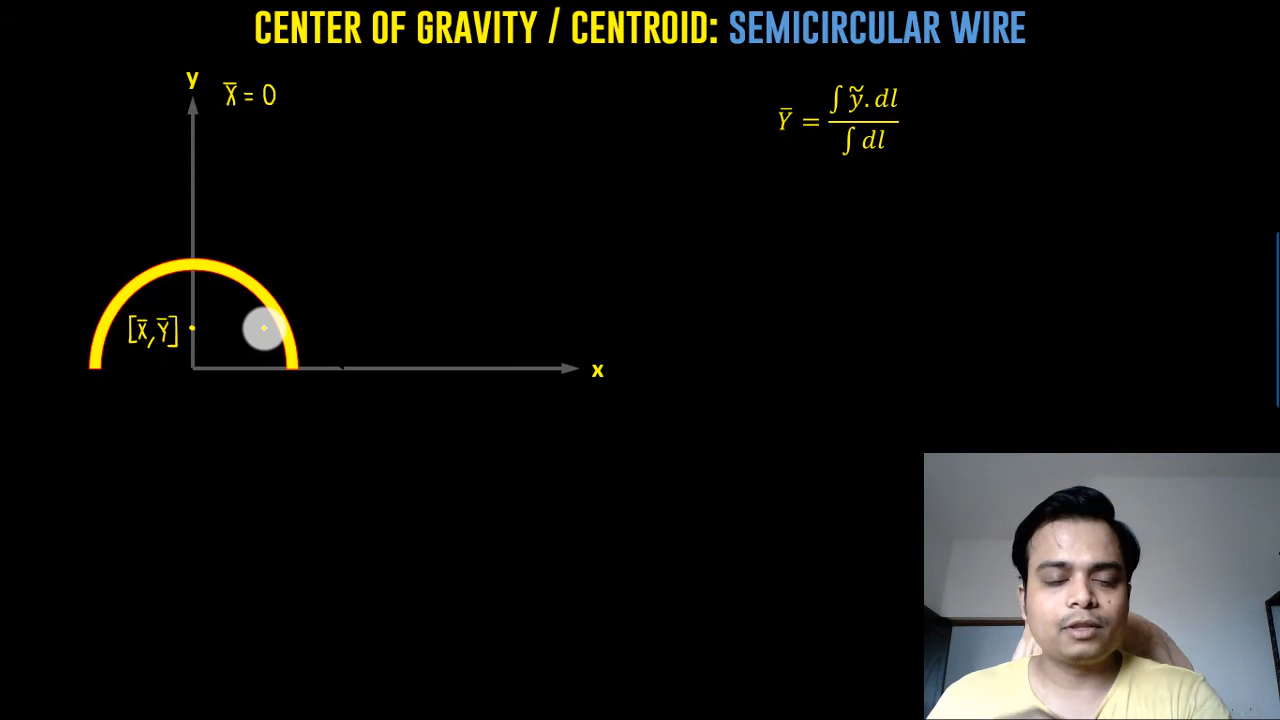 CENTER OF GRAVITY / CENTROID: SEMICIRCULAR WIRE
y
X̄ = 0
Ȳ = ∫ ỹ. dl / ∫ dl
[X̄, Ȳ]
x